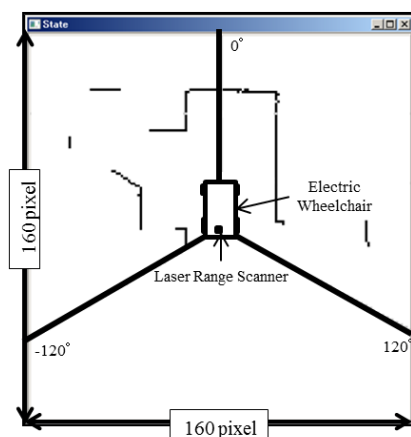 State
0°
Electric
Wheelchair
160 pixel
Laser Range Scanner
-120°
120°
160 pixel